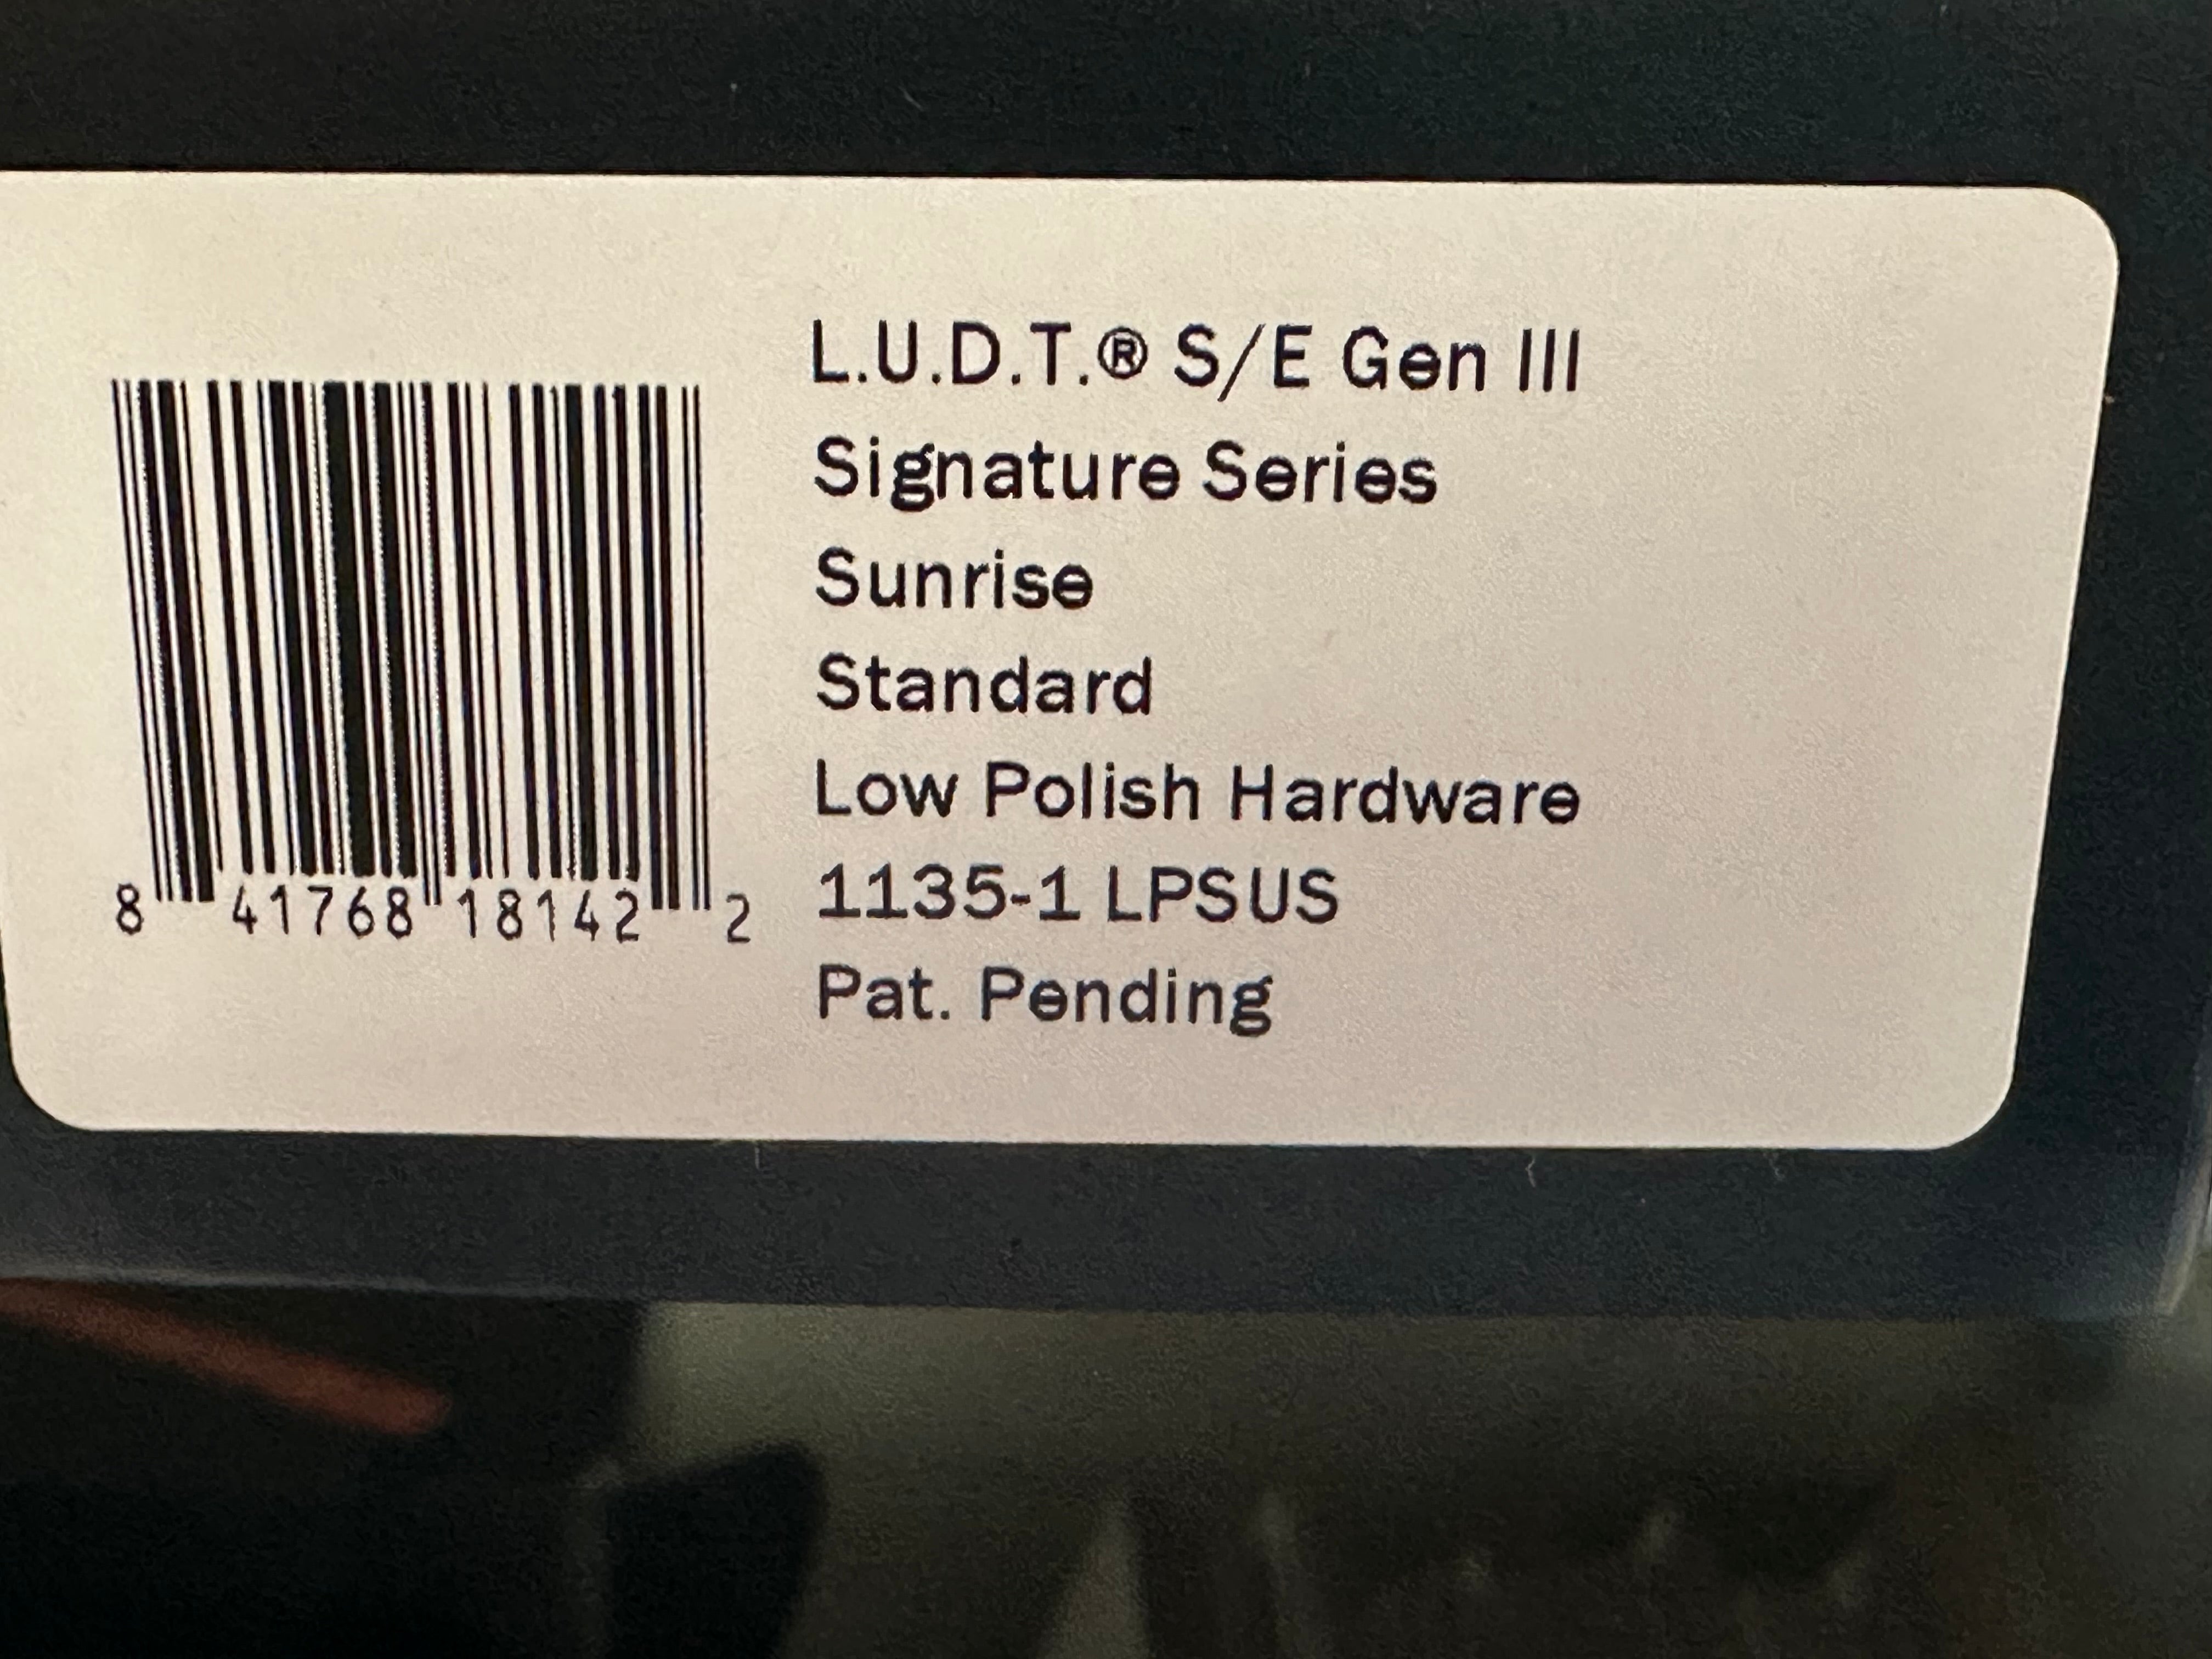 L.U.D.T.® S/E Gen III
Signature Series
Sunrise
Standard
Low Polish Hardware
1135-1 LPSUS
Pat. Pending
8 41768 18142 2